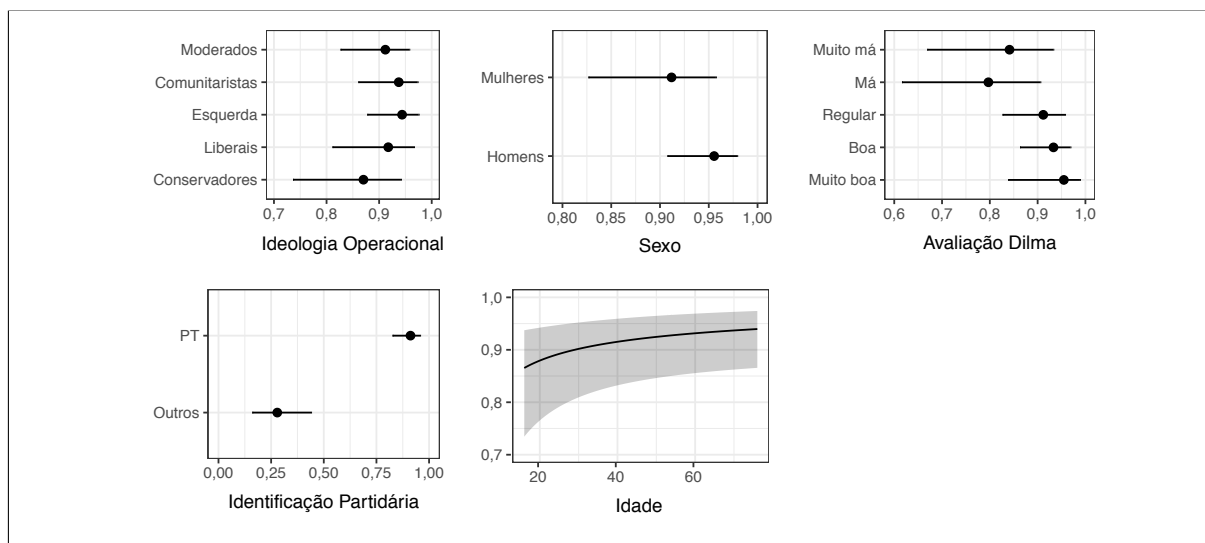 Moderados
Comunitaristas
Esquerda
Liberais
Conservadores
0,7 0,8 0,9 1,0
Ideologia Operacional
Mulheres
Homens
0,80 0,85 0,90 0,95 1,00
Sexo
Muito má
Má
Regular
Boa
Muito boa
0,6 0,7 0,8 0,9 1,0
Avaliação Dilma
PT
Outros
0,00 0,25 0,50 0,75 1,00
Identificação Partidária
1,0
0,9
0,8
0,7
20 40 60
Idade